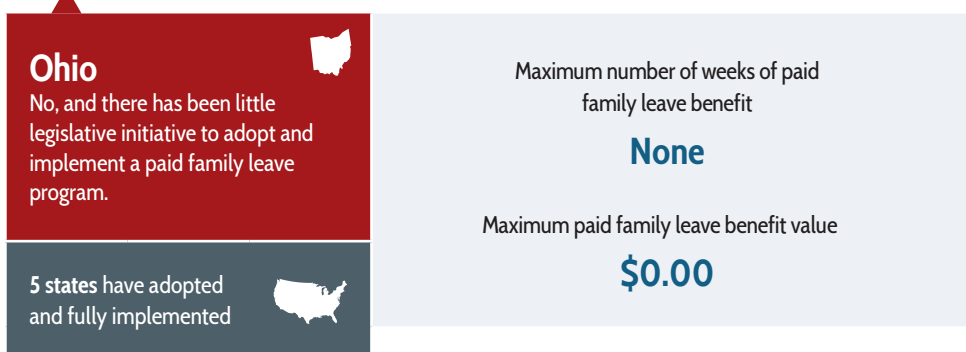 Ohio
No, and there has been little
legislative initiative to adopt and
implement a paid family leave
program.
5 states have adopted
and fully implemented
Maximum number of weeks of paid
family leave benefit
None
Maximum paid family leave benefit value
$0.00